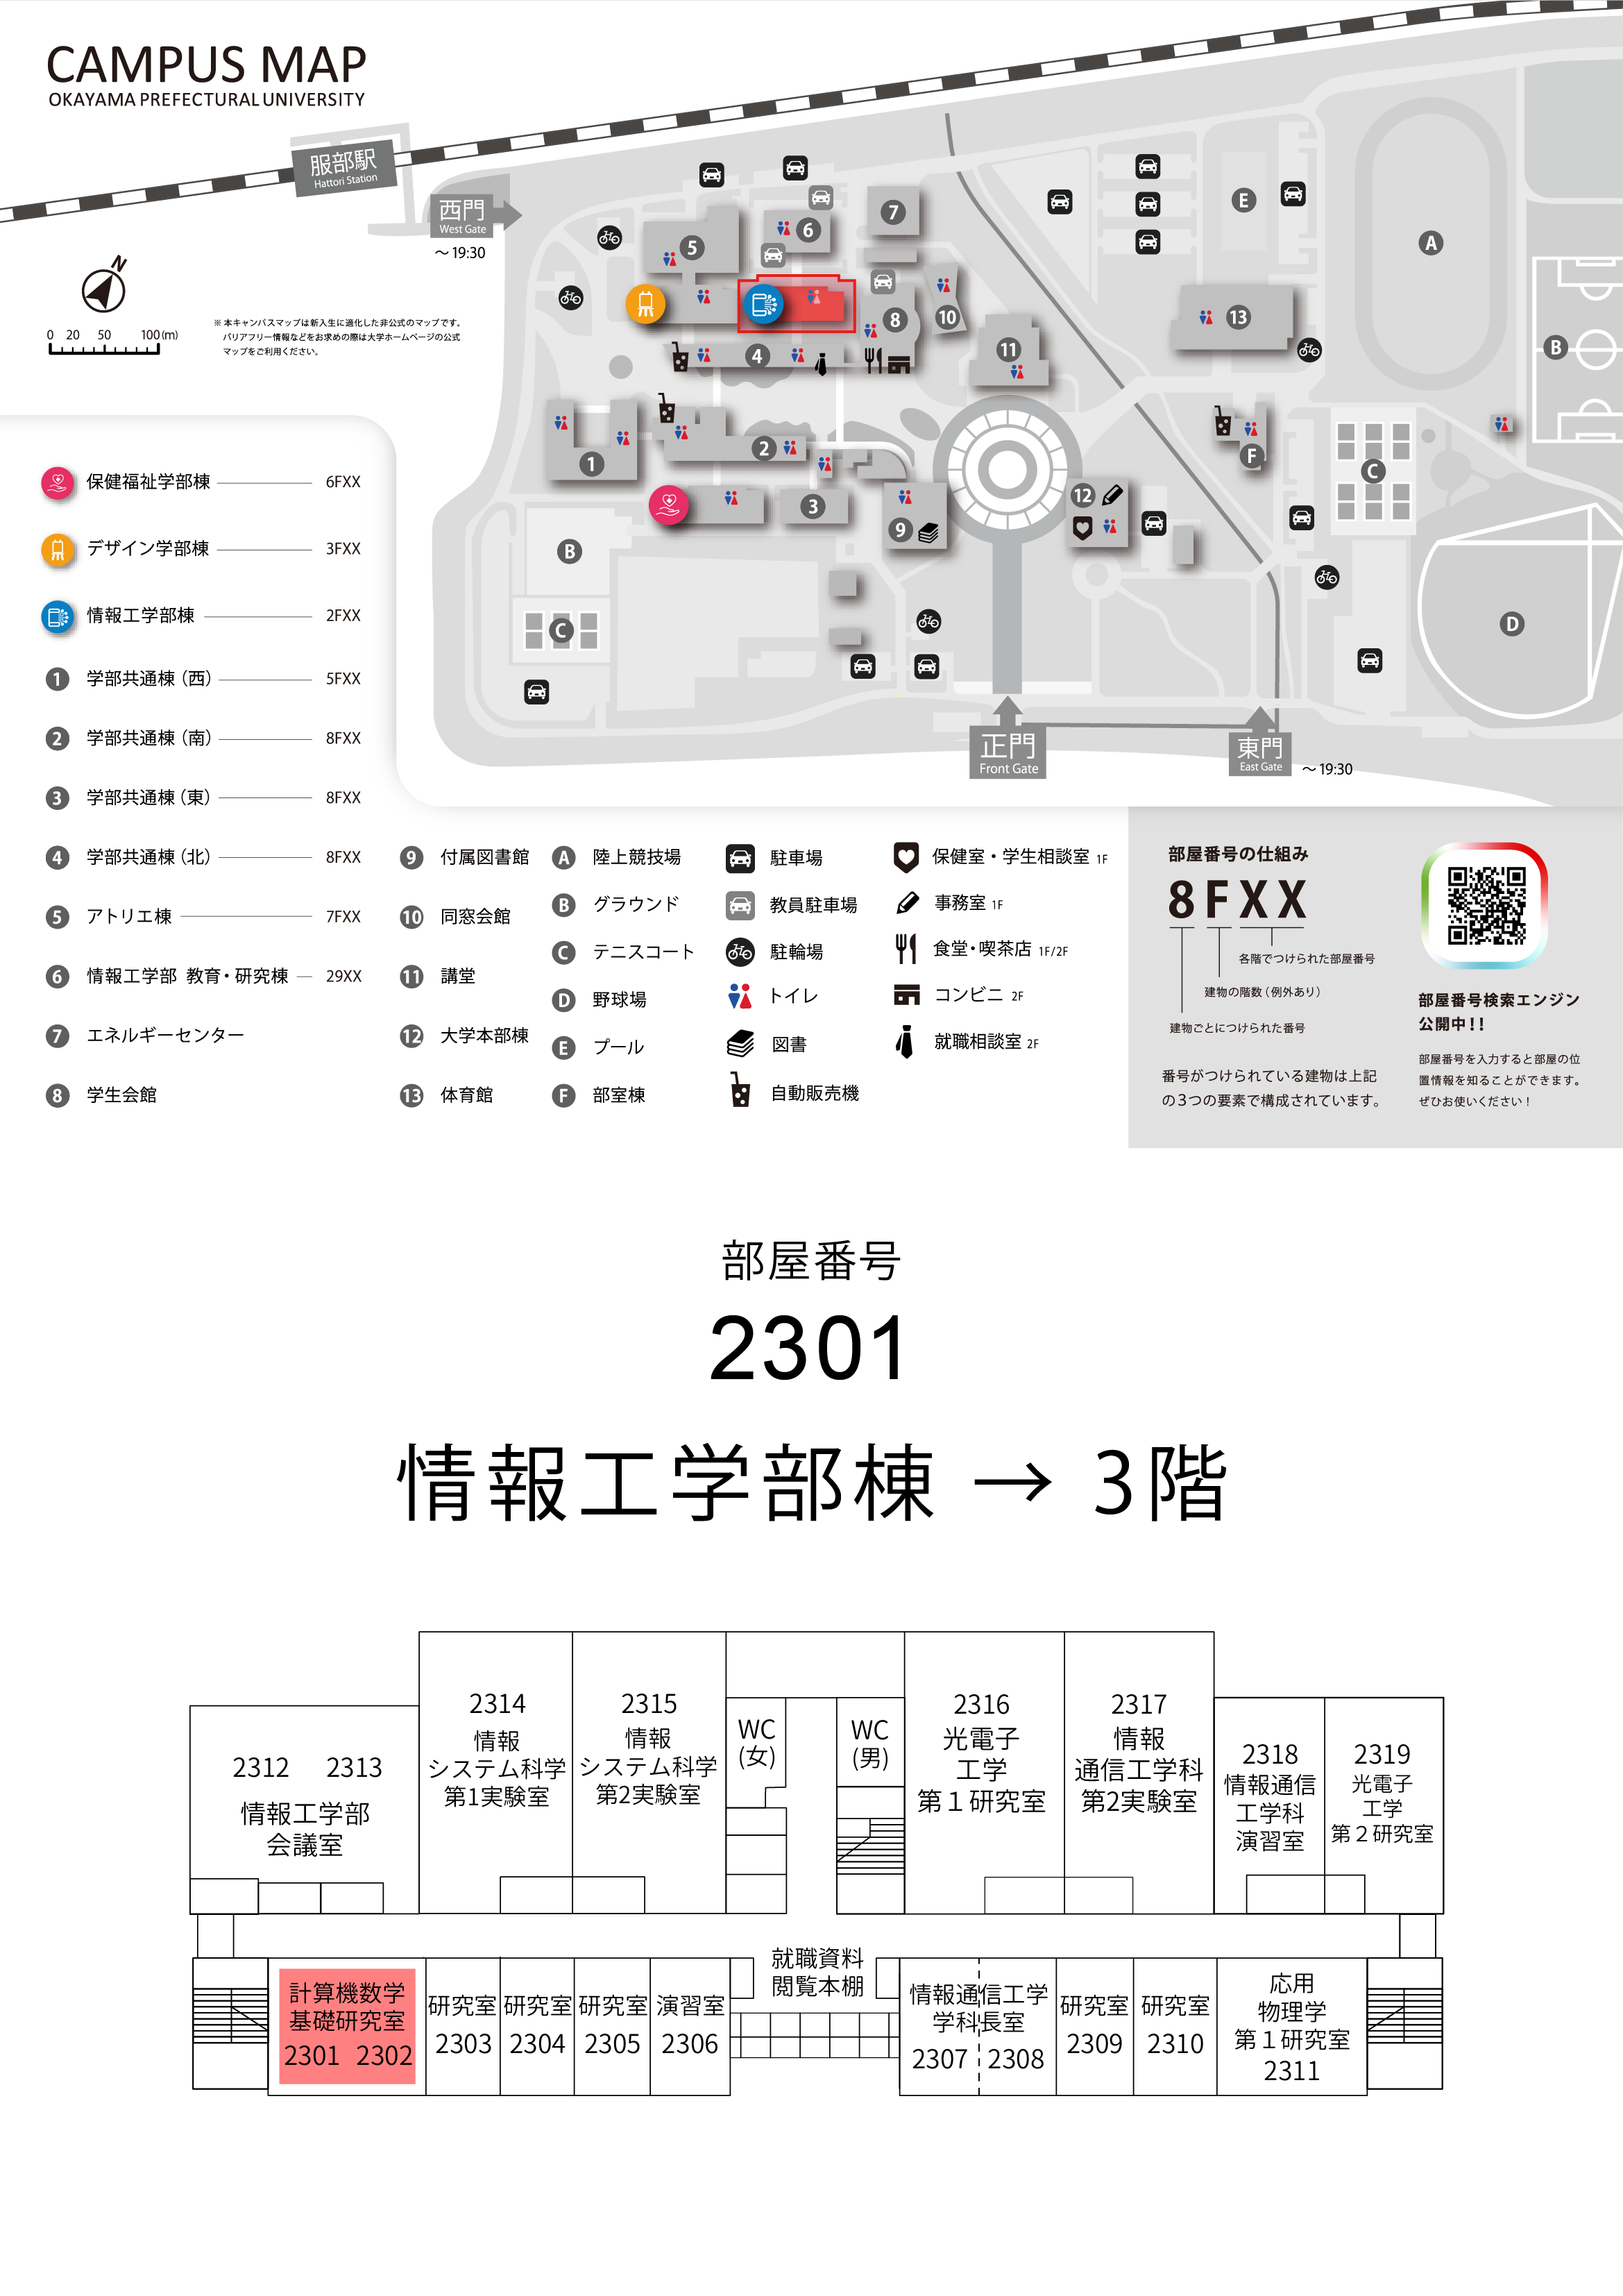 CAMPUS MAP
OKAYAMA PREFECTURAL UNIVERSITY
服部駅
Hattori Station
西門
West Gate
～19:30
N
0 20 50 100(m)
※ 本キャンパスマップは新入生に適化した非公式のマップです。
バリアフリー情報などをお求めの際は大学ホームページの公式
マップをご利用ください。
7
6
5
E
A
8
10
13
4
11
B
1
2
F
C
3
9
12
B
C
D
正門
Front Gate
東門
East Gate
～19:30
保健福祉学部棟 6FXX
デザイン学部棟 3FXX
情報工学部棟 2FXX
1 学部共通棟（西） 5FXX
2 学部共通棟（南） 8FXX
3 学部共通棟（東） 8FXX
4 学部共通棟（北） 8FXX
5 アトリエ棟 7FXX
6 情報工学部 教育・研究棟 29XX
7 エネルギーセンター
8 学生会館
9 付属図書館
10 同窓会館
11 講堂
12 大学本部棟
13 体育館
A 陸上競技場
B グラウンド
C テニスコート
D 野球場
E プール
F 部室棟
駐車場
教員駐車場
駐輪場
トイレ
図書
自動販売機
保健室・学生相談室 1F
事務室 1F
食堂・喫茶店 1F/2F
コンビニ 2F
就職相談室 2F
部屋番号の仕組み
8FXX
各階でつけられた部屋番号
建物の階数（例外あり）
建物ごとにつけられた番号
番号がつけられている建物は上記
の3つの要素で構成されています。
部屋番号検索エンジン
公開中!!
部屋番号を入力すると部屋の位
置情報を知ることができます。
ぜひお使いください！
部屋番号
2301
情報工学部棟 → 3階
2312 2313
情報工学部
会議室
2314
情報
システム科学
第1実験室
2315
情報
システム科学
第2実験室
WC
(女)
WC
(男)
2316
光電子
工学
第１研究室
2317
情報
通信工学科
第2実験室
2318
情報通信
工学科
演習室
2319
光電子
工学
第２研究室
計算機数学
基礎研究室
2301 2302
研究室
2303
研究室
2304
研究室
2305
演習室
2306
就職資料
閲覧本棚
情報通信工学
学科長室
2307 2308
研究室
2309
研究室
2310
応用
物理学
第１研究室
2311